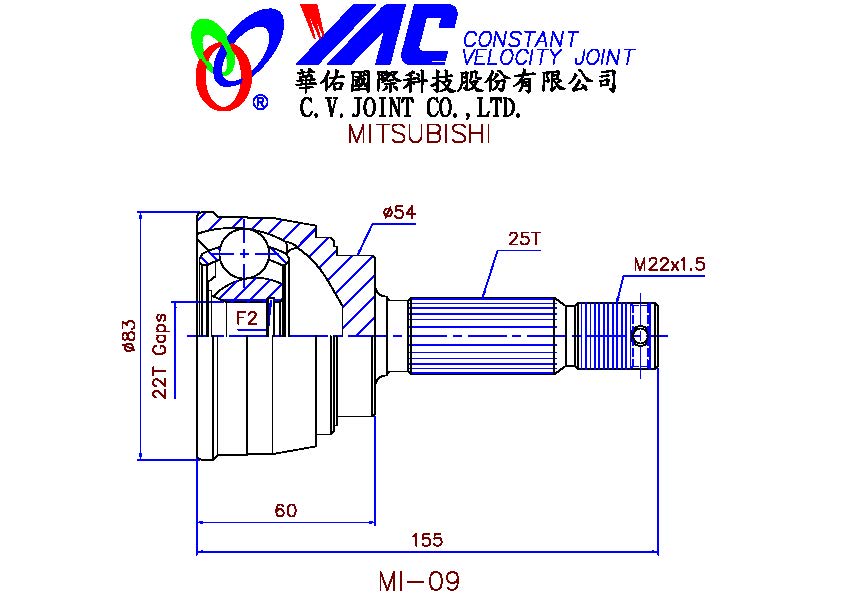 YAC CONSTANT
VELOCITY JOINT
®
華佑國際科技股份有限公司
C.V.JOINT CO.,LTD.
MITSUBISHI
ø54
25T
M22x1.5
F2
ø83
22T Gaps
60
155
MI-09